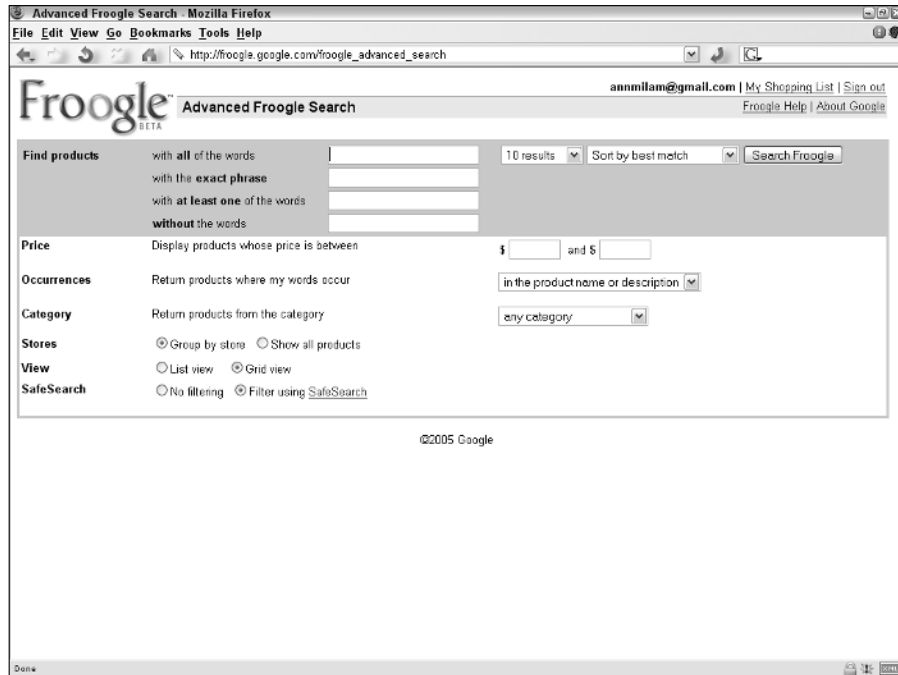 Advanced Froogle Search - Mozilla Firefox
File Edit View Go Bookmarks Tools Help
http://froogle.google.com/froogle_advanced_search
G
annmilam@gmail.com | My Shopping List | Sign out
Froogle™ BETA Advanced Froogle Search
Froogle Help | About Google
Find products with all of the words 10 results Sort by best match Search Froogle
with the exact phrase
with at least one of the words
without the words
Price Display products whose price is between $ and $
Occurrences Return products where my words occur in the product name or description
Category Return products from the category any category
Stores Group by store Show all products
View List view Grid view
SafeSearch No filtering Filter using SafeSearch
©2005 Google
Done